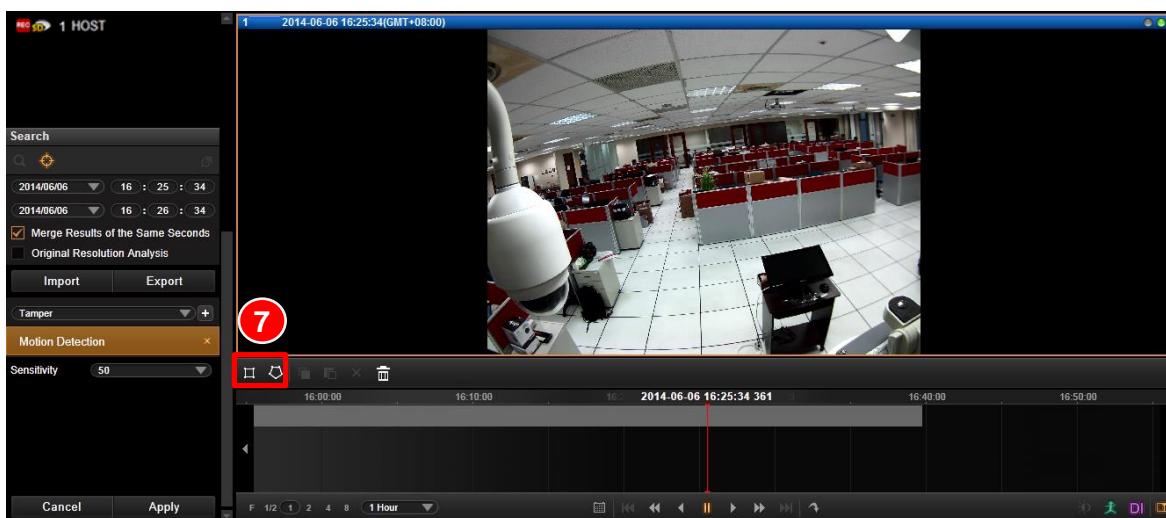 REC SD 1 HOST
1 2014-06-06 16:25:34(GMT+08:00)
Search
2014/06/06 16 : 25 : 34
2014/06/06 16 : 26 : 34
Merge Results of the Same Seconds
Original Resolution Analysis
Import Export
Tamper +
Motion Detection ×
Sensitivity 50
Cancel Apply
7
16:00:00 16:10:00 2014-06-06 16:25:34 361 16:40:00 16:50:00
F 1/2 1 2 4 8 1 Hour
DI